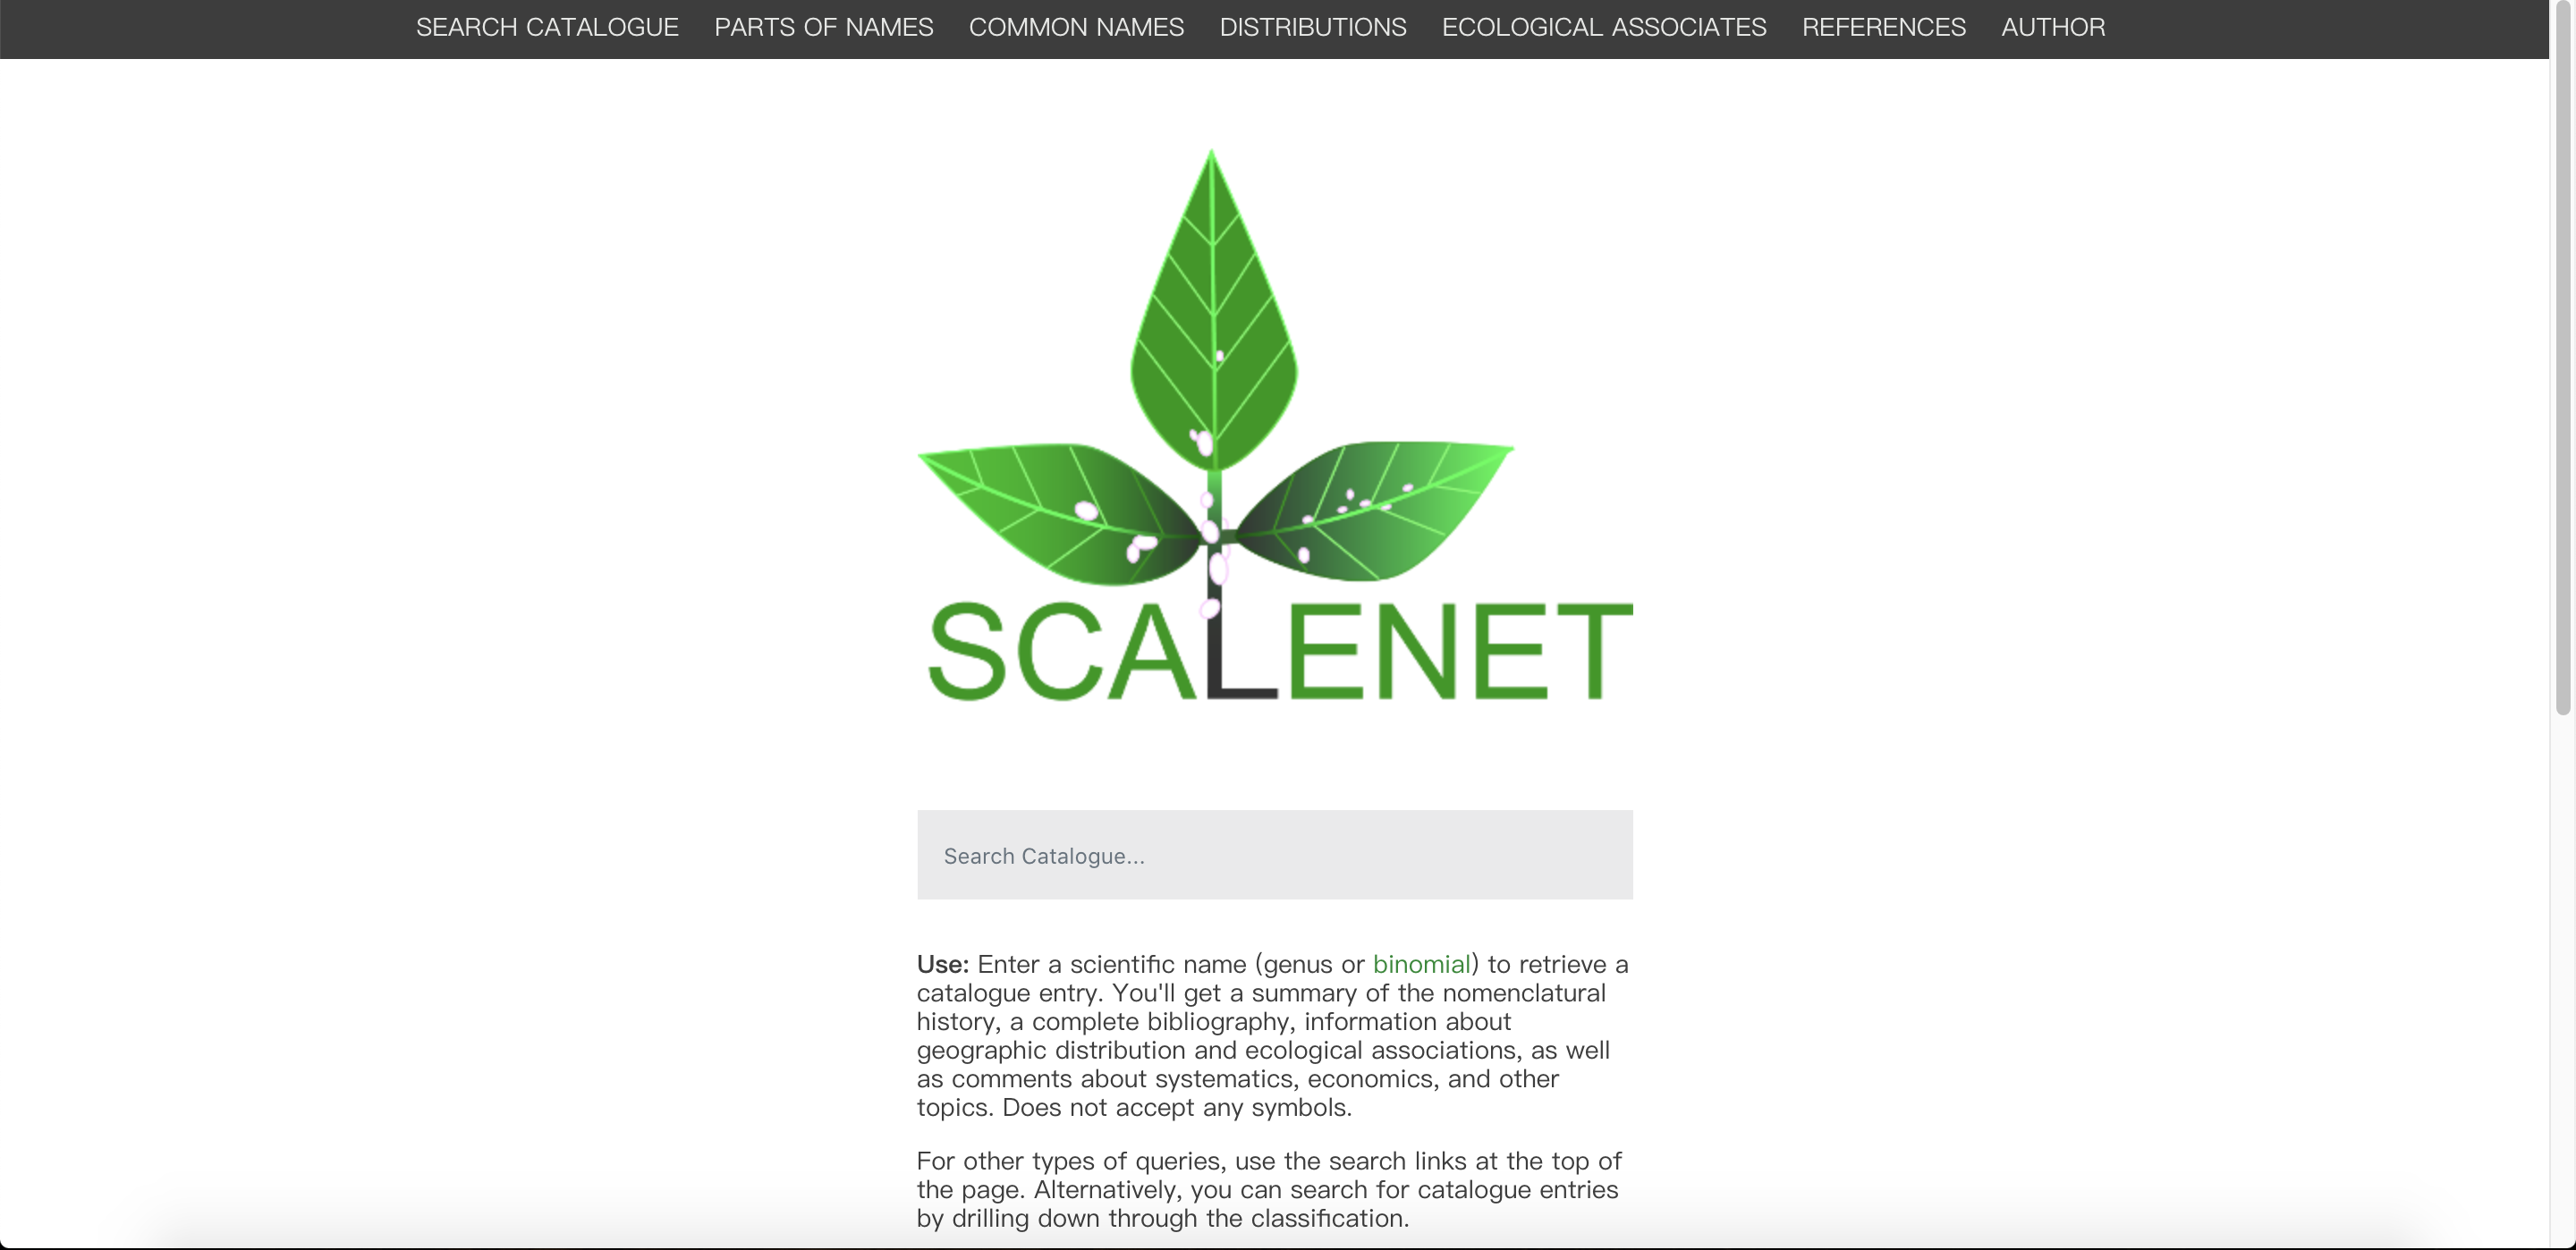 SEARCH CATALOGUE PARTS OF NAMES COMMON NAMES DISTRIBUTIONS ECOLOGICAL ASSOCIATES REFERENCES AUTHOR
SCALENET
Search Catalogue...
Use: Enter a scientific name (genus or binomial) to retrieve a
catalogue entry. You'll get a summary of the nomenclatural
history, a complete bibliography, information about
geographic distribution and ecological associations, as well
as comments about systematics, economics, and other
topics. Does not accept any symbols.
For other types of queries, use the search links at the top of
the page. Alternatively, you can search for catalogue entries
by drilling down through the classification.